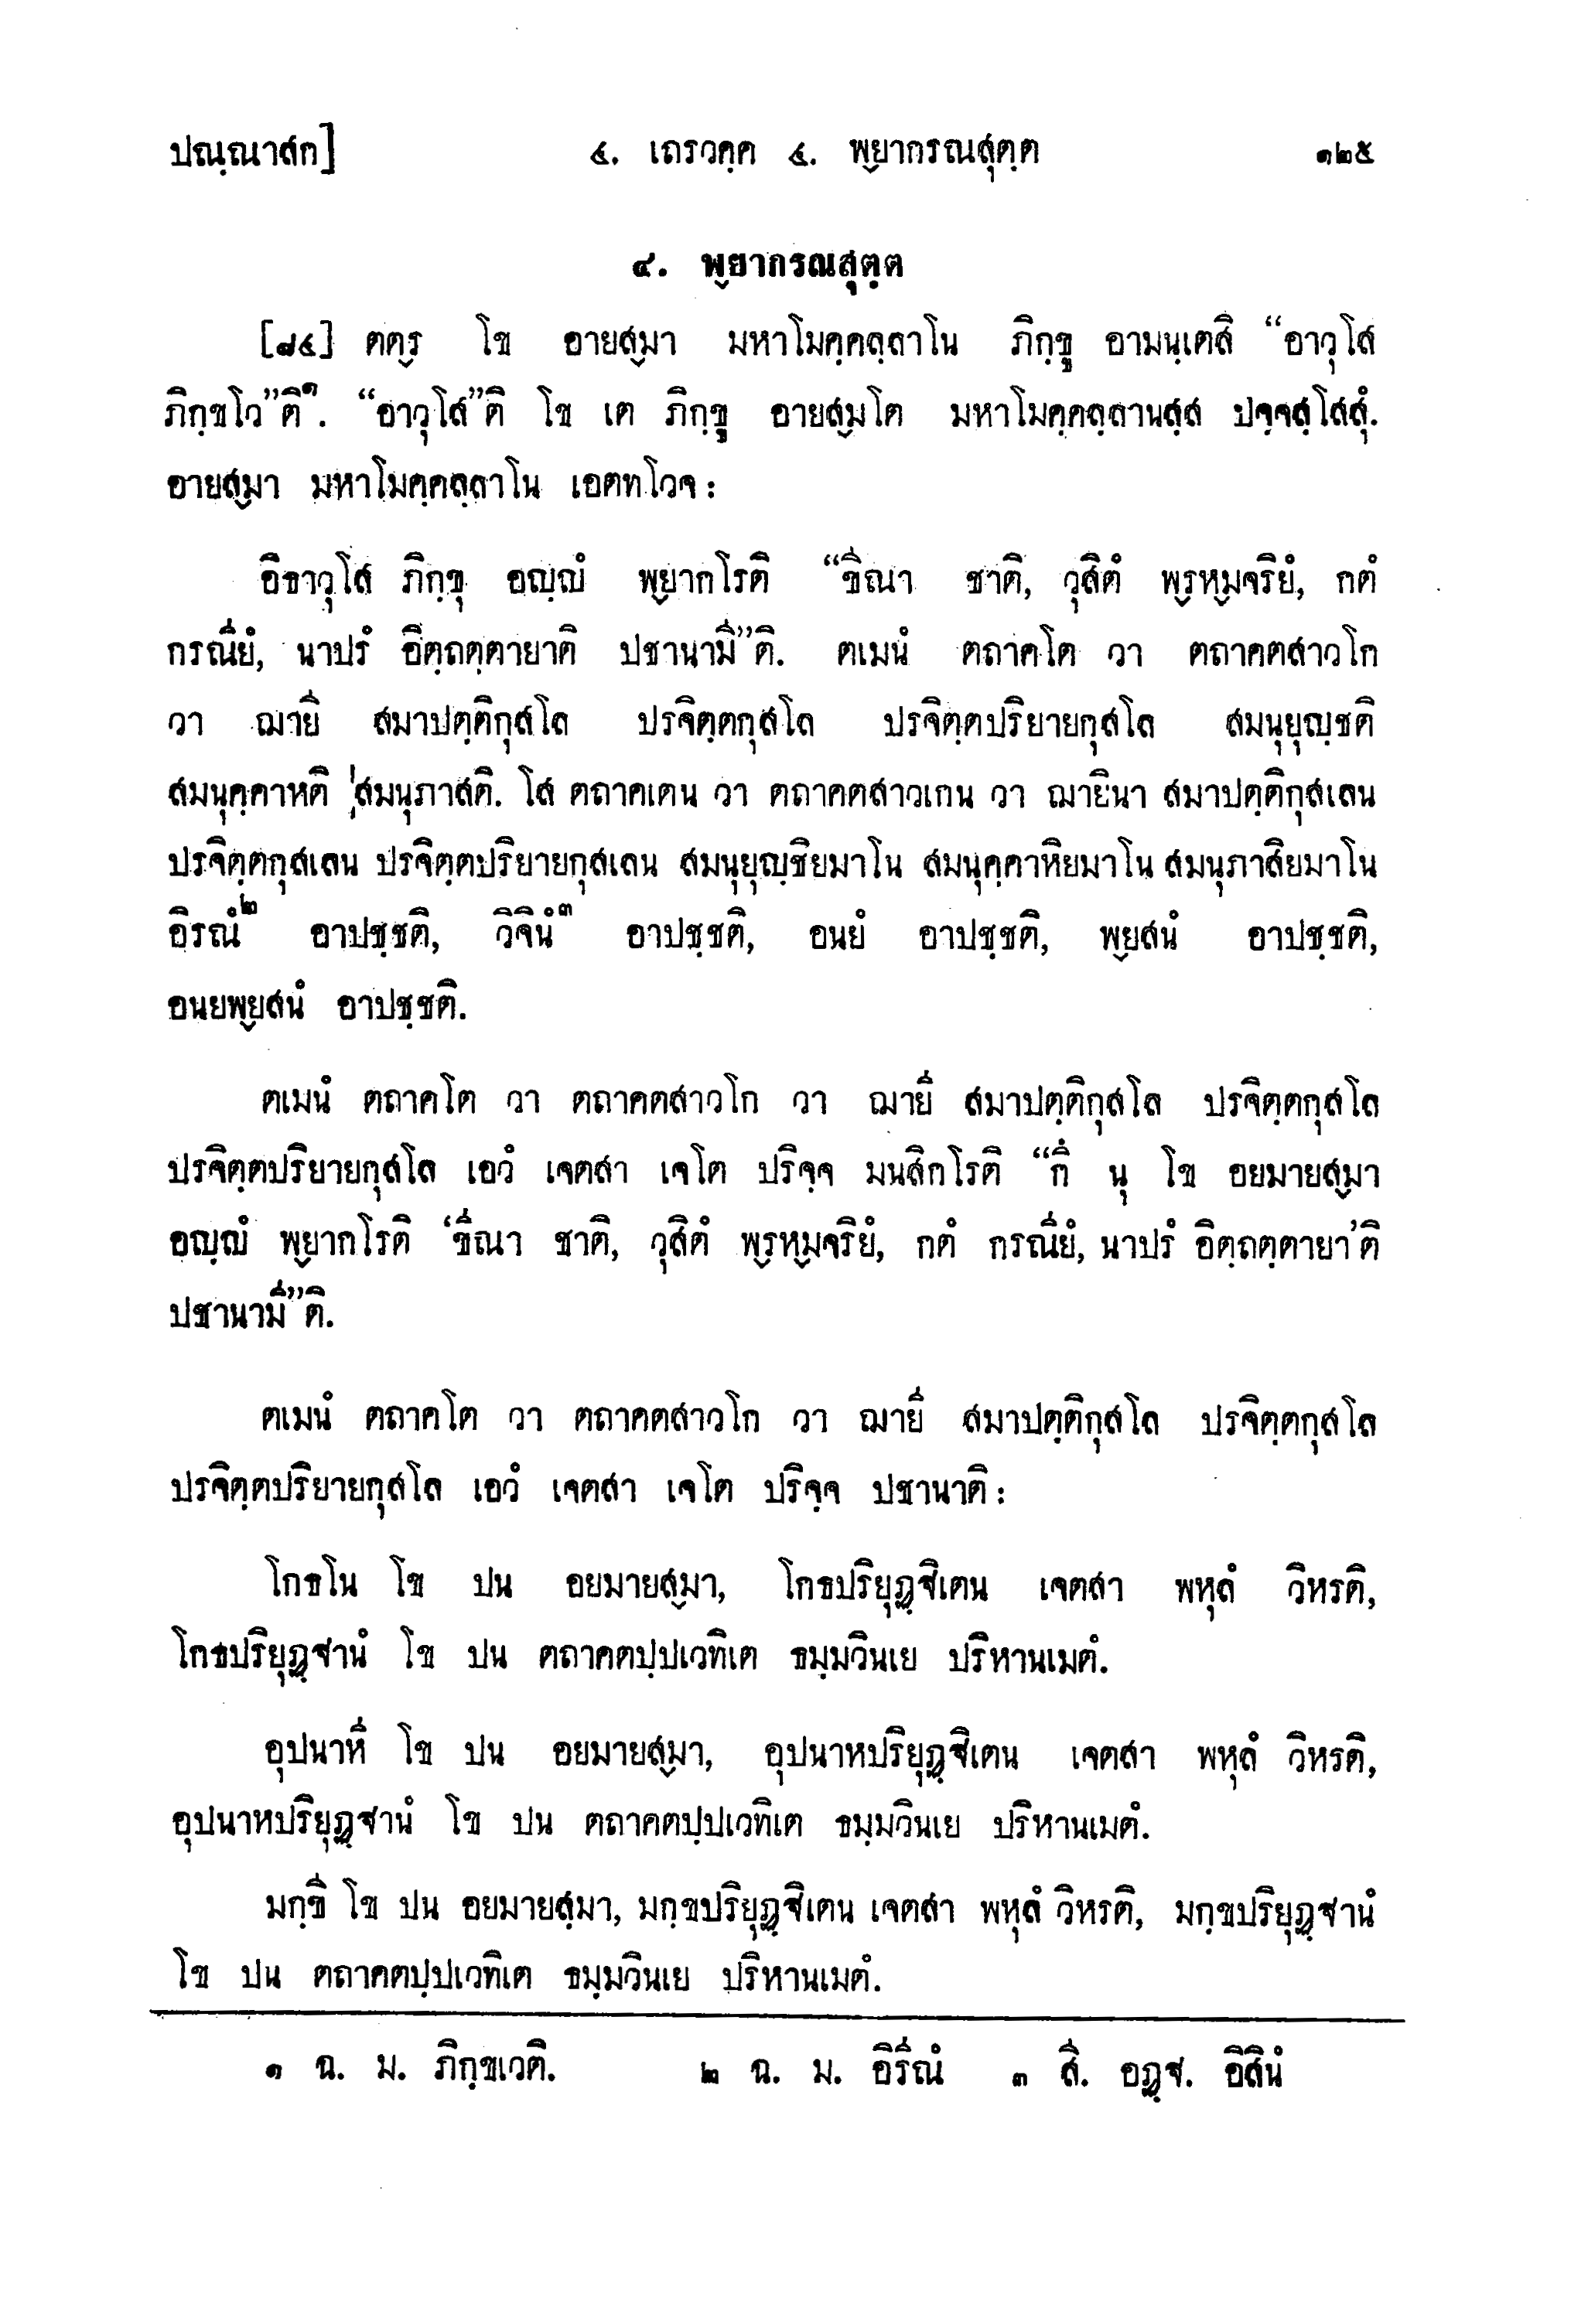 ปณฺณาสก] ๔. เถรวคฺค ๔. พฺยากรณสุตฺต ๑๒๕
๔. พฺยากรณสุตฺต
[๘๔] ตตฺร โข อายสฺมา มหาโมคฺคลฺลาโน ภิกฺขู อามนฺเตสิ “อาวุโส
ภิกฺขโว”ติ๑. “อาวุโส”ติ โข เต ภิกฺขู อายสฺมโต มหาโมคฺคลฺลานสฺส ปจฺจสฺโสสุํ.
อายสฺมา มหาโมคฺคลฺลาโน เอตทโวจ :
อิธาวุโส ภิกฺขุ อญฺญํ พฺยากโรติ “ขีณา ชาติ, วุสิตํ พฺรหฺมจริยํ, กตํ
กรณียํ, นาปรํ อิตฺถตฺตายาติ ปชานามี”ติ. ตเมนํ ตถาคโต วา ตถาคตสาวโก
วา ฌายี สมาปตฺติกุสโล ปรจิตฺตกุสโล ปรจิตฺตปริยายกุสโล สมนุยุญฺชติ
สมนุคฺคาหติ สมนุภาสติ. โส ตถาคเตน วา ตถาคตสาวเกน วา ฌายินา สมาปตฺติกุสเลน
ปรจิตฺตกุสเลน ปรจิตฺตปริยายกุสเลน สมนุยุญฺชิยมาโน สมนุคฺคาหิยมาโน สมนุภาสิยมาโน
อิรณํ๒ อาปชฺชติ, วิจินํ๓ อาปชฺชติ, อนยํ อาปชฺชติ, พฺยสนํ อาปชฺชติ,
อนยพฺยสนํ อาปชฺชติ.
ตเมนํ ตถาคโต วา ตถาคตสาวโก วา ฌายี สมาปตฺติกุสโล ปรจิตฺตกุสโล
ปรจิตฺตปริยายกุสโล เอวํ เจตสา เจโต ปริจฺจ มนสิกโรติ “กึ นุ โข อยมายสฺมา
อญฺญํ พฺยากโรติ ‘ขีณา ชาติ, วุสิตํ พฺรหฺมจริยํ, กตํ กรณียํ, นาปรํ อิตฺถตฺตายา’ติ
ปชานามี”ติ.
ตเมนํ ตถาคโต วา ตถาคตสาวโก วา ฌายี สมาปตฺติกุสโล ปรจิตฺตกุสโล
ปรจิตฺตปริยายกุสโล เอวํ เจตสา เจโต ปริจฺจ ปชานาติ :
โกธโน โข ปน อยมายสฺมา, โกธปริยุฏฺฐิเตน เจตสา พหุลํ วิหรติ,
โกธปริยุฏฺฐานํ โข ปน ตถาคตปฺปเวทิเต ธมฺมวินเย ปริหานเมตํ.
อุปนาหี โข ปน อยมายสฺมา, อุปนาหปริยุฏฺฐิเตน เจตสา พหุลํ วิหรติ,
อุปนาหปริยุฏฺฐานํ โข ปน ตถาคตปฺปเวทิเต ธมฺมวินเย ปริหานเมตํ.
มกฺขี โข ปน อยมายสฺมา, มกฺขปริยุฏฺฐิเตน เจตสา พหุลํ วิหรติ, มกฺขปริยุฏฺฐานํ
โข ปน ตถาคตปฺปเวทิเต ธมฺมวินเย ปริหานเมตํ.
๑ ฉ. ม. ภิกฺขเวติ. ๒ ฉ. ม. อิรีณํ ๓ สี. อฏฺฐ. อิสินํ